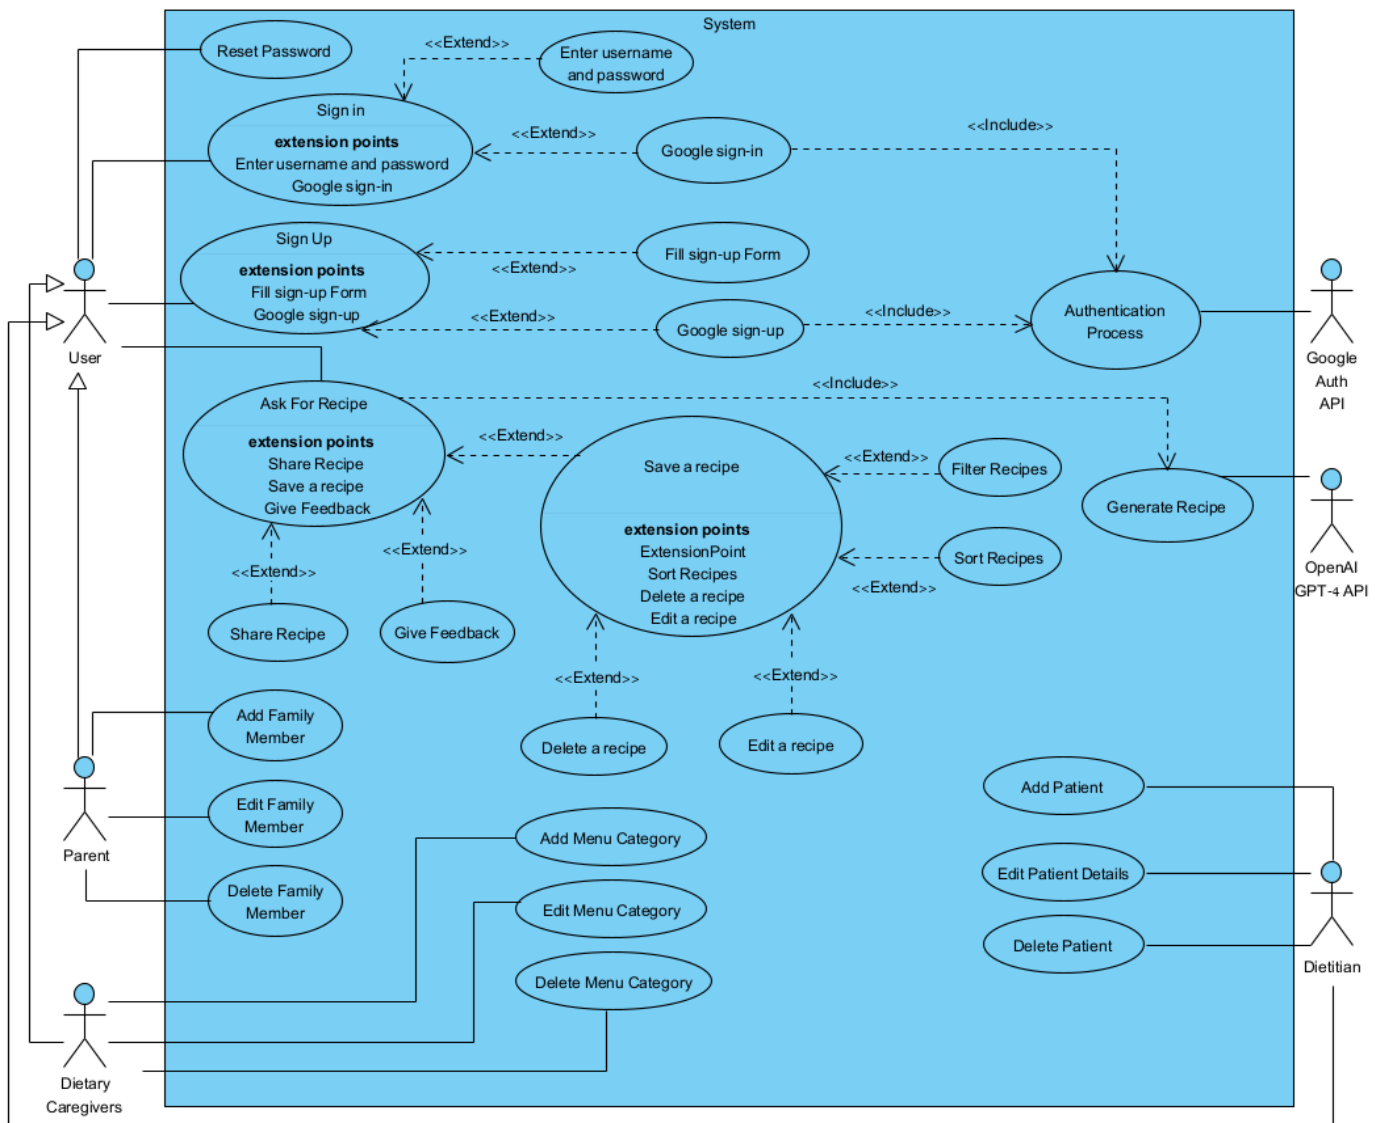 System
Reset Password
<<Extend>>
Enter username
and password
Sign in
extension points
Enter username and password
Google sign-in
<<Extend>>
Google sign-in
<<Include>>
Sign Up
extension points
Fill sign-up Form
Google sign-up
<<Extend>>
Fill sign-up Form
<<Extend>>
Google sign-up
<<Include>>
Authentication
Process
User
Google
Auth
API
Ask For Recipe
extension points
Share Recipe
Save a recipe
Give Feedback
<<Include>>
<<Extend>>
Save a recipe
extension points
ExtensionPoint
Sort Recipes
Delete a recipe
Edit a recipe
<<Extend>>
Filter Recipes
<<Extend>>
Sort Recipes
Generate Recipe
OpenAI
GPT-4 API
<<Extend>>
Share Recipe
<<Extend>>
Give Feedback
<<Extend>>
Delete a recipe
<<Extend>>
Edit a recipe
Add Family
Member
Edit Family
Member
Delete Family
Member
Parent
Add Menu Category
Edit Menu Category
Delete Menu Category
Dietary
Caregivers
Add Patient
Edit Patient Details
Delete Patient
Dietitian